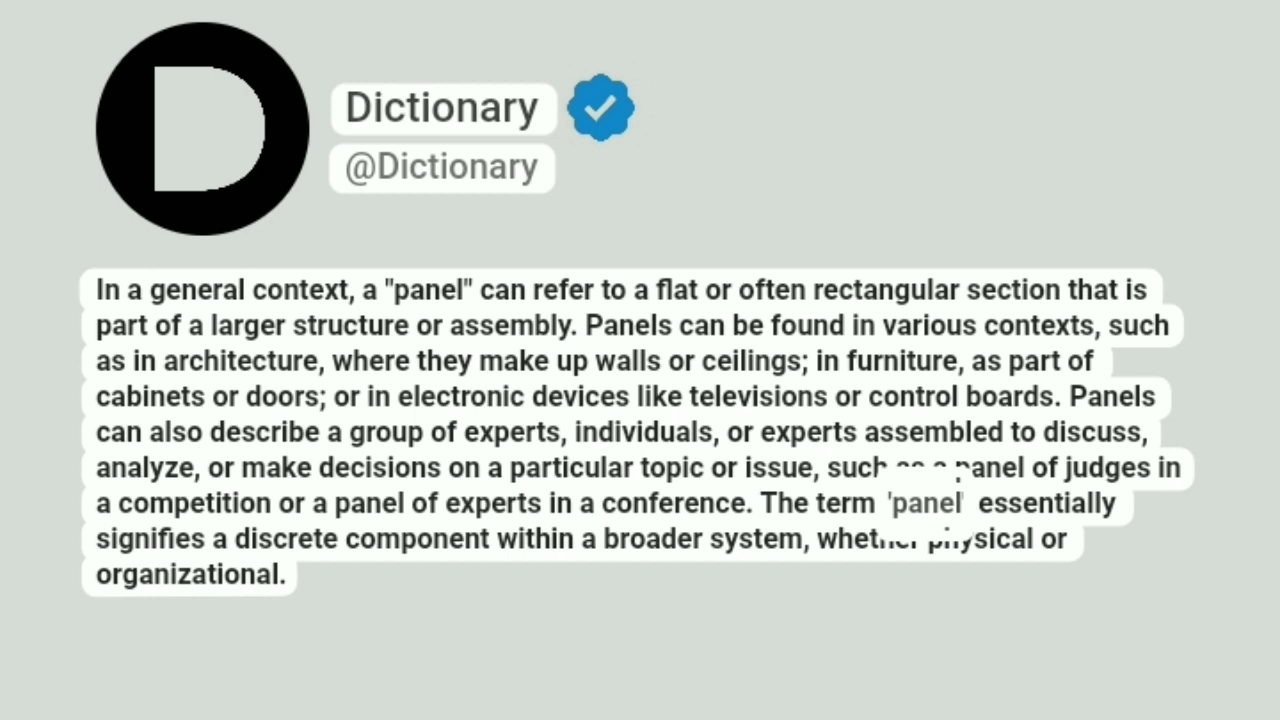 D
Dictionary
@Dictionary
In a general context, a "panel" can refer to a flat or often rectangular section that is
part of a larger structure or assembly. Panels can be found in various contexts, such
as in architecture, where they make up walls or ceilings; in furniture, as part of
cabinets or doors; or in electronic devices like televisions or control boards. Panels
can also describe a group of experts, individuals, or experts assembled to discuss,
analyze, or make decisions on a particular topic or issue, such as a panel of judges in
a competition or a panel of experts in a conference. The term 'panel' essentially
signifies a discrete component within a broader system, whether physical or
organizational.